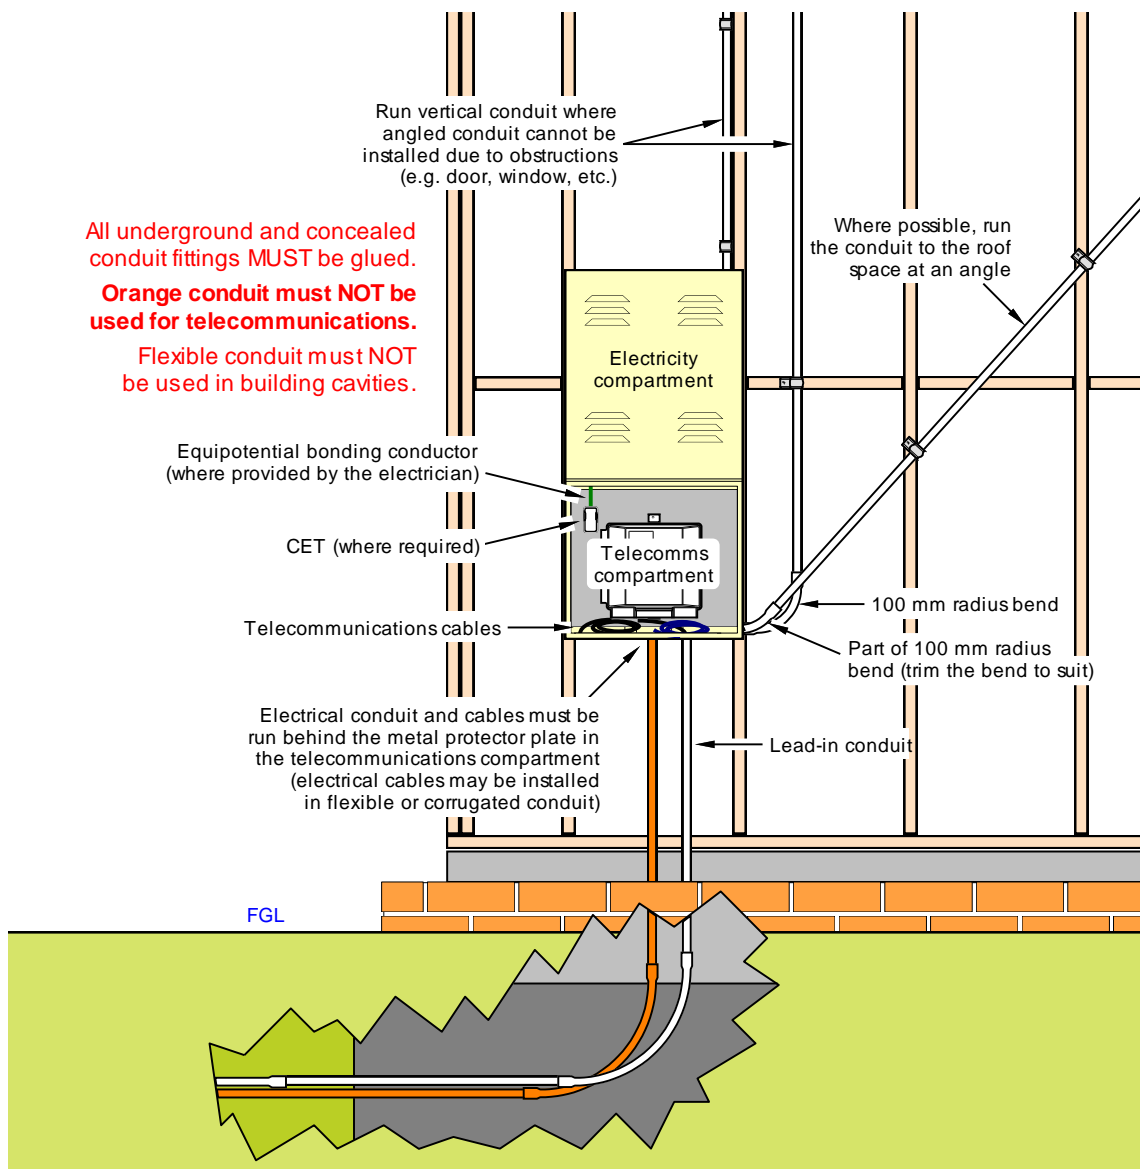 Run vertical conduit where
angled conduit cannot be
installed due to obstructions
(e.g. door, window, etc.)
All underground and concealed
conduit fittings MUST be glued.
Orange conduit must NOT be
used for telecommunications.
Flexible conduit must NOT
be used in building cavities.
Where possible, run
the conduit to the roof
space at an angle
Electricity
compartment
Equipotential bonding conductor
(where provided by the electrician)
CET (where required)
Telecomms
compartment
Telecommunications cables
100 mm radius bend
Part of 100 mm radius
bend (trim the bend to suit)
Electrical conduit and cables must be
run behind the metal protector plate in
the telecommunications compartment
(electrical cables may be installed
in flexible or corrugated conduit)
Lead-in conduit
FGL